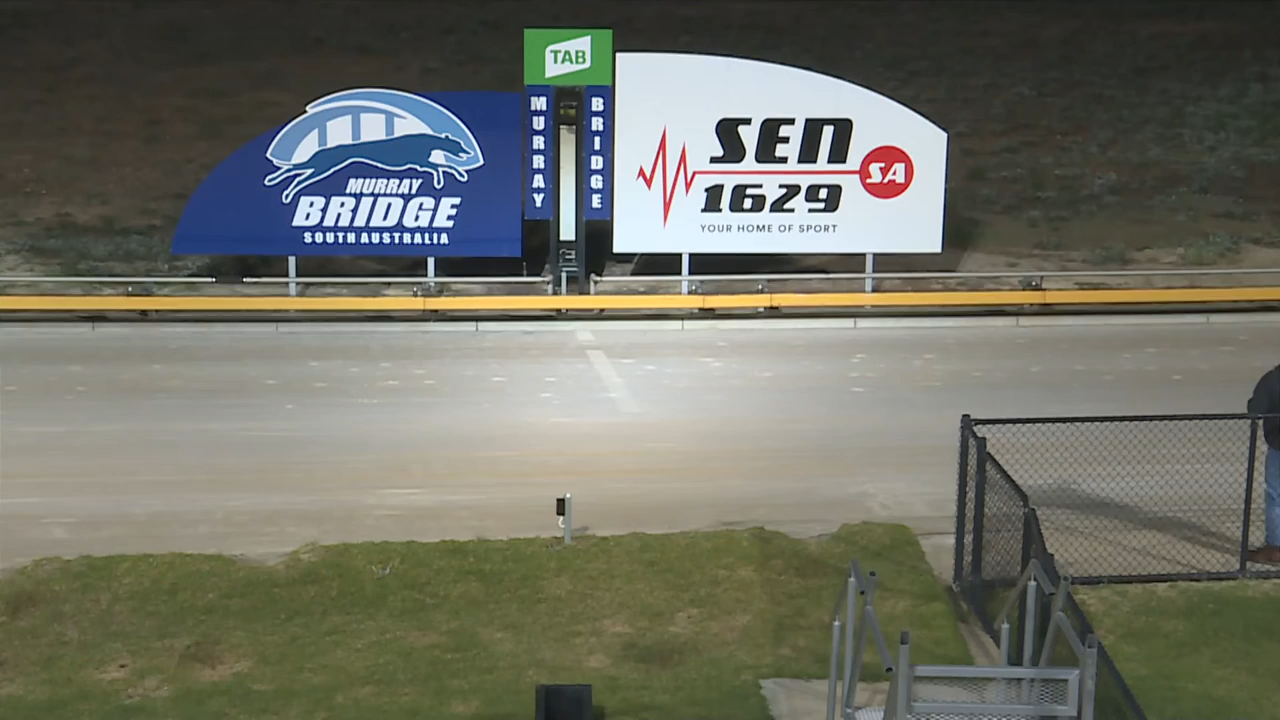 TAB
MURRAY
BRIDGE
MURRAY
BRIDGE
SOUTH AUSTRALIA
SEN
SA
1629
YOUR HOME OF SPORT